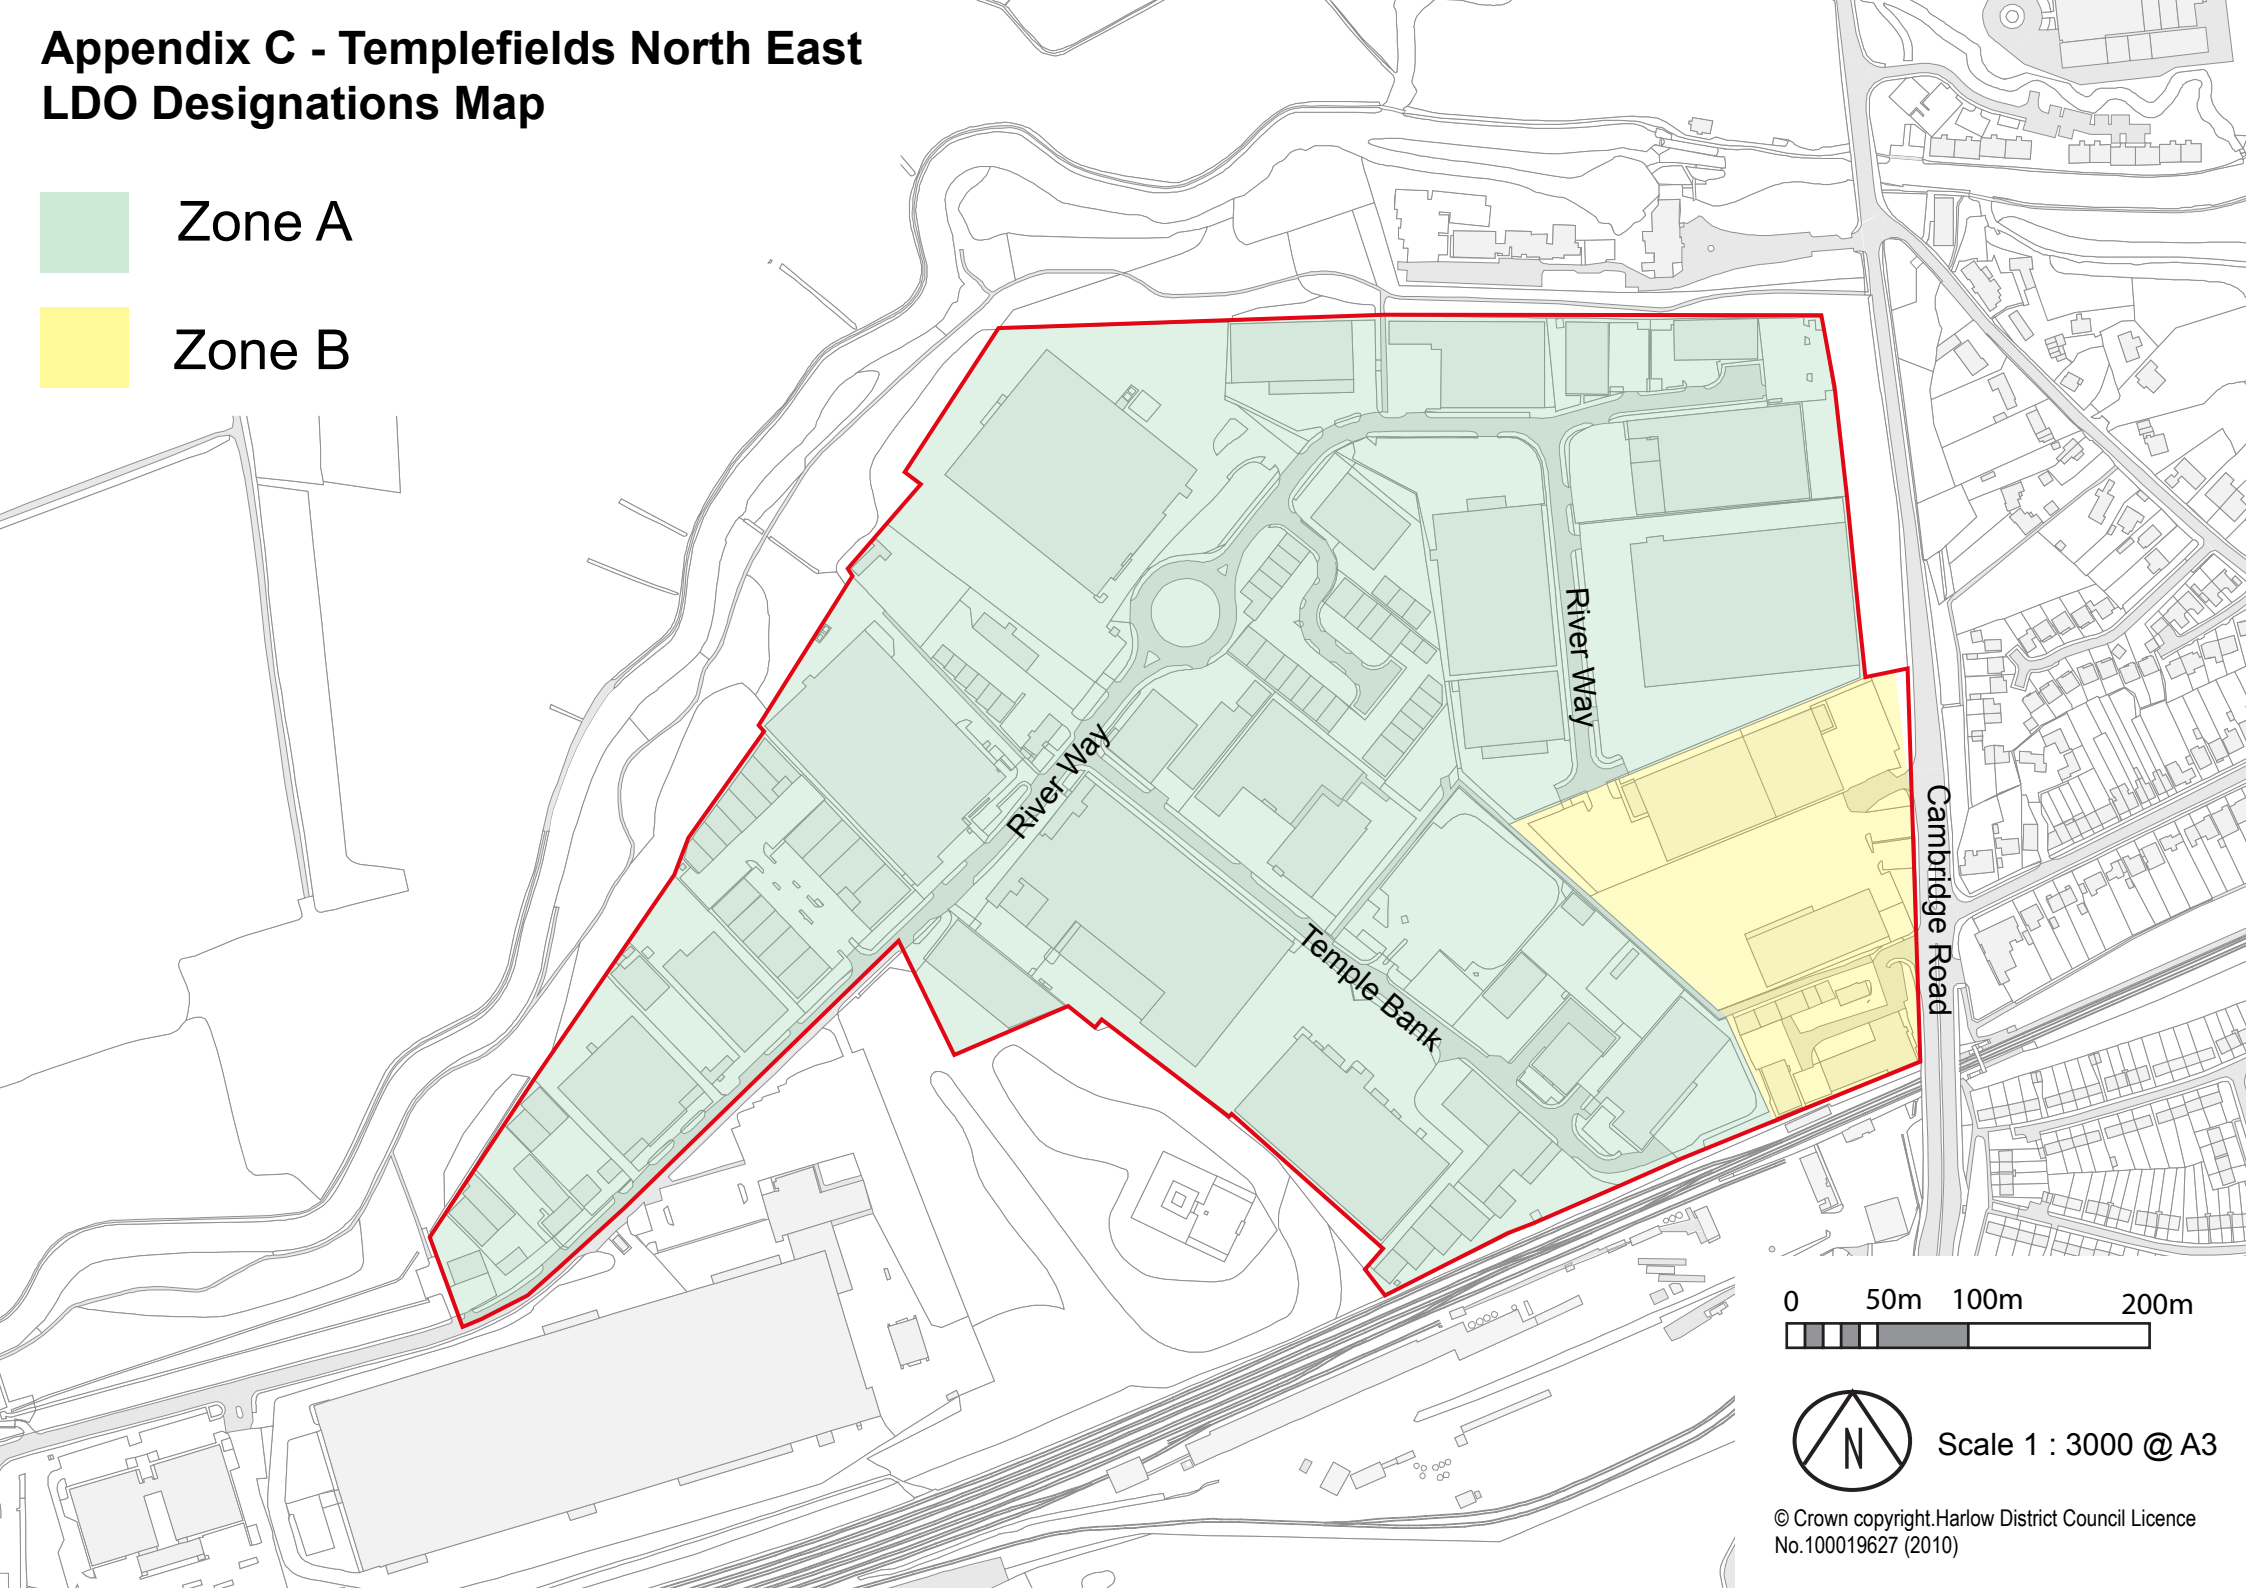 Appendix C - Templefields North East
LDO Designations Map
Zone A
Zone B
River Way
River Way
Temple Bank
Cambridge Road
0 50m 100m 200m
N
Scale 1 : 3000 @ A3
© Crown copyright.Harlow District Council Licence
No.100019627 (2010)